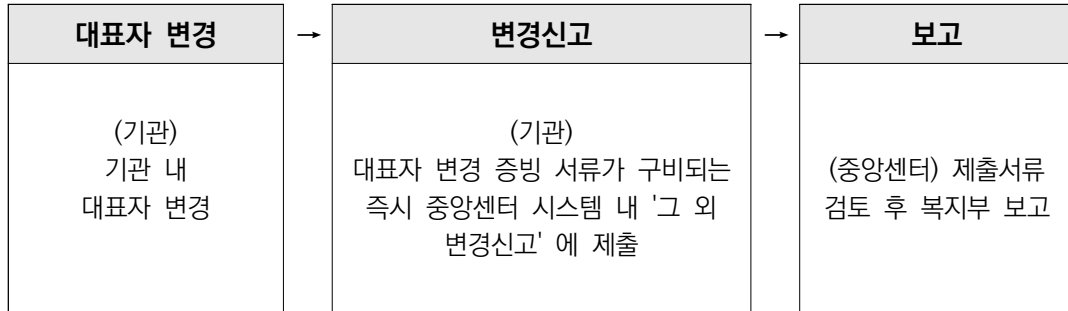 대표자 변경
→
변경신고
→
보고
(기관)
기관 내
대표자 변경
(기관)
대표자 변경 증빙 서류가 구비되는
즉시 중앙센터 시스템 내 '그 외
변경신고' 에 제출
(중앙센터) 제출서류
검토 후 복지부 보고